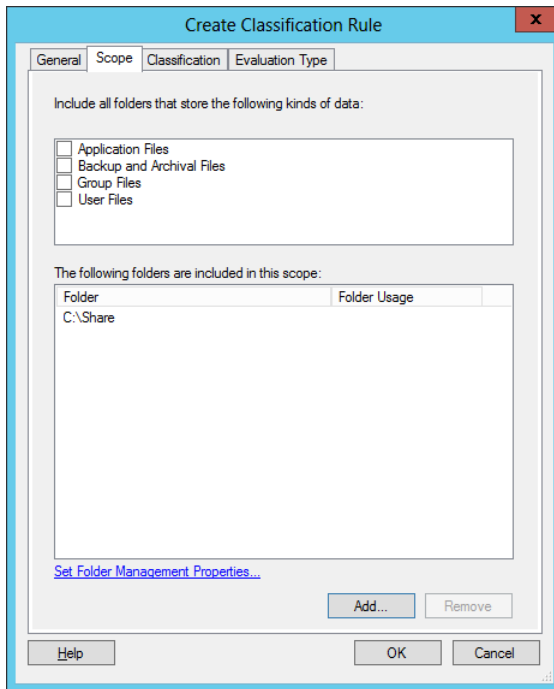 Create Classification Rule
x
General Scope Classification Evaluation Type
Include all folders that store the following kinds of data:
Application Files
Backup and Archival Files
Group Files
User Files
The following folders are included in this scope:
Folder Folder Usage
C:\Share
Set Folder Management Properties...
Add... Remove
Help OK Cancel